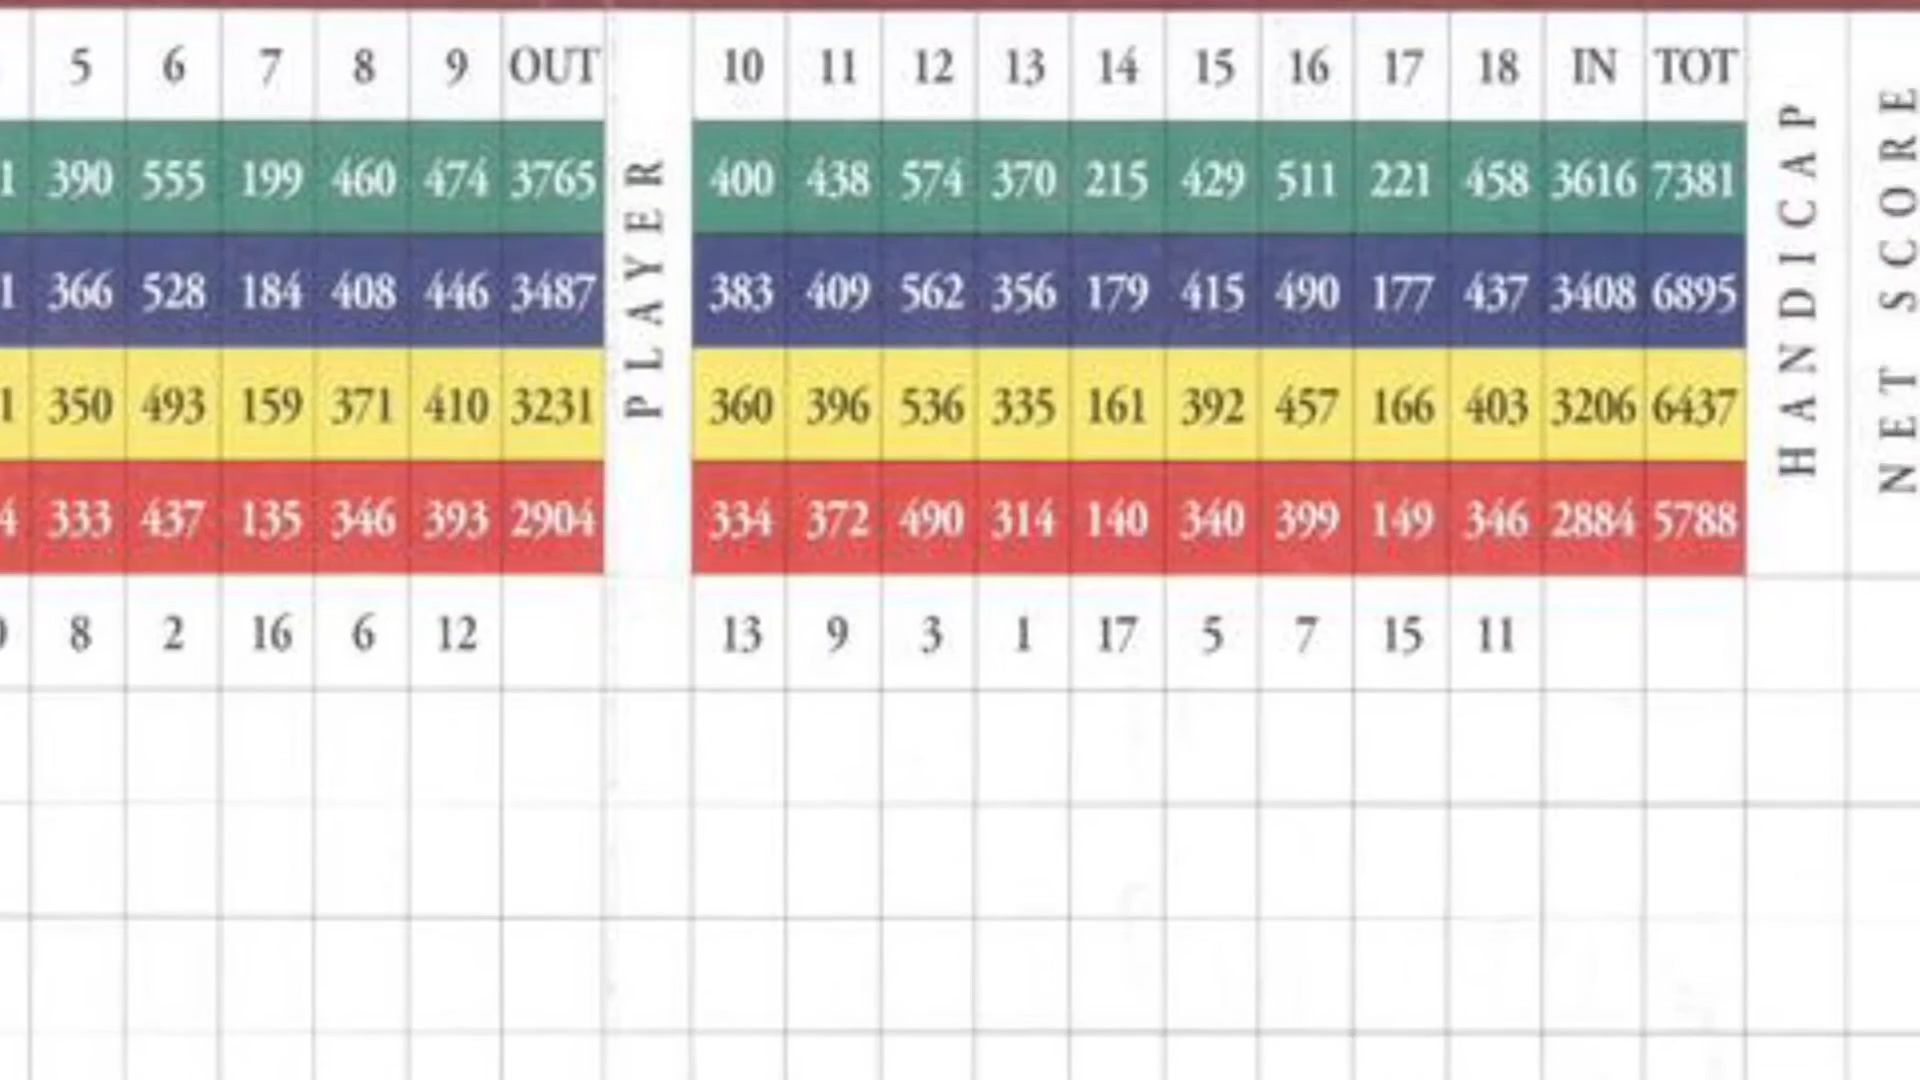 5 6 7 8 9 OUT PLAYER 10 11 12 13 14 15 16 17 18 IN TOT HANDICAP NET SCORE
1 390 555 199 460 474 3765 400 438 574 370 215 429 511 221 458 3616 7381
1 366 528 184 408 446 3487 383 409 562 356 179 415 490 177 437 3408 6895
1 350 493 159 371 410 3231 360 396 536 335 161 392 457 166 403 3206 6437
4 333 437 135 346 393 2904 334 372 490 314 140 340 399 149 346 2884 5788
8 2 16 6 12 13 9 3 1 17 5 7 15 11